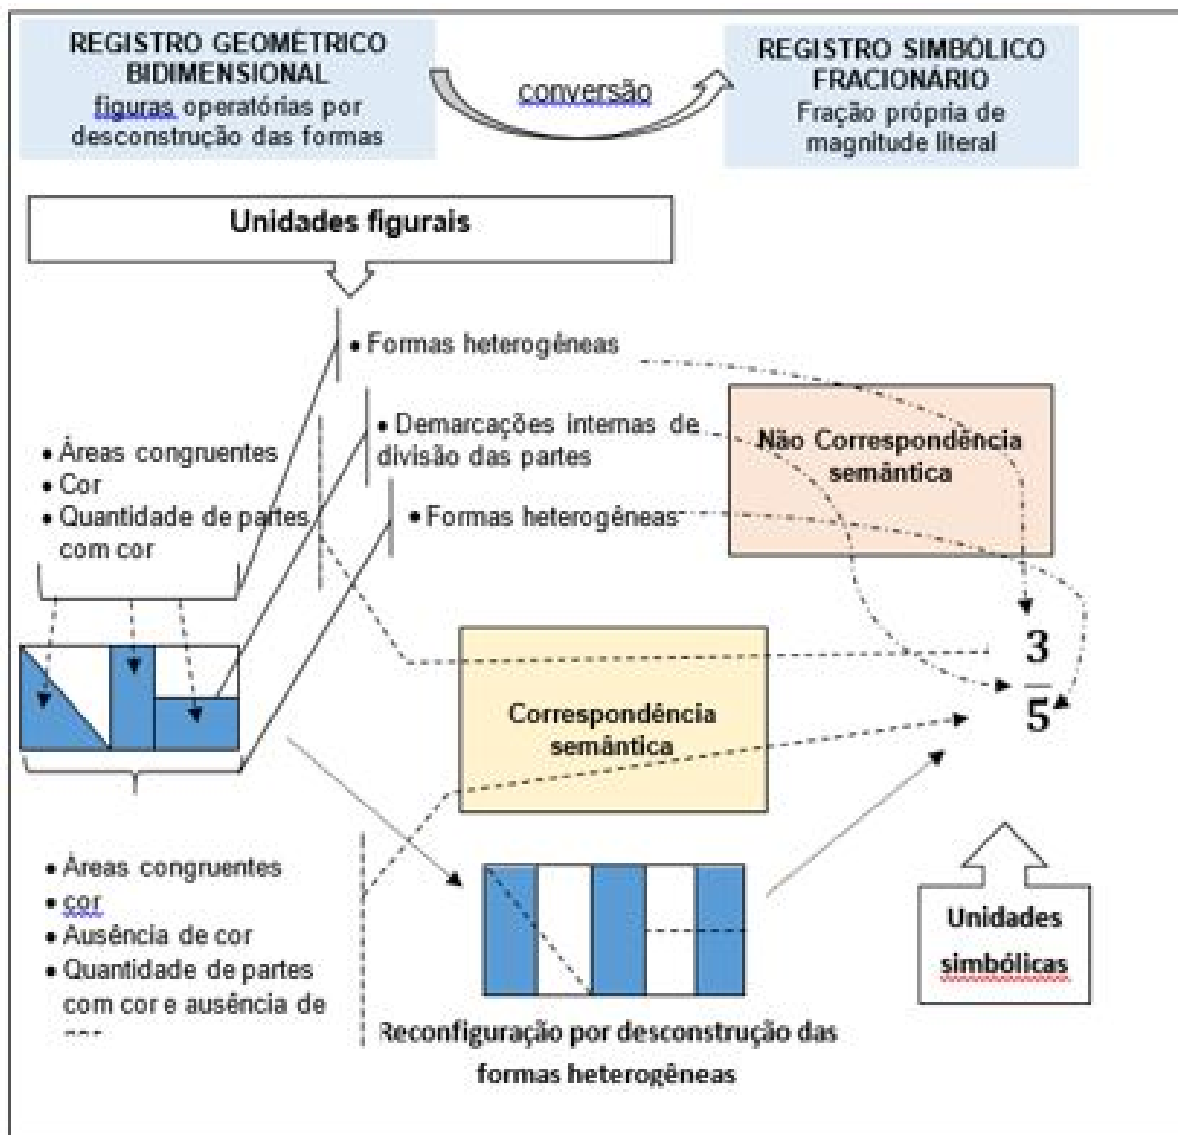 REGISTRO GEOMÉTRICO
BIDIMENSIONAL
figuras operatórias por
desconstrução das formas
conversão
REGISTRO SIMBÓLICO
FRACIONÁRIO
Fração própria de
magnitude literal
Unidades figurais
• Formas heterogêneas
• Demarcações internas de
divisão das partes
• Formas heterogêneas
Não Correspondência
semântica
• Áreas congruentes
• Cor
• Quantidade de partes
com cor
3
5
Correspondência
semântica
• Áreas congruentes
• cor
• Ausência de cor
• Quantidade de partes
com cor e ausência de
Reconfiguração por desconstrução das
formas heterogêneas
Unidades
simbólicas